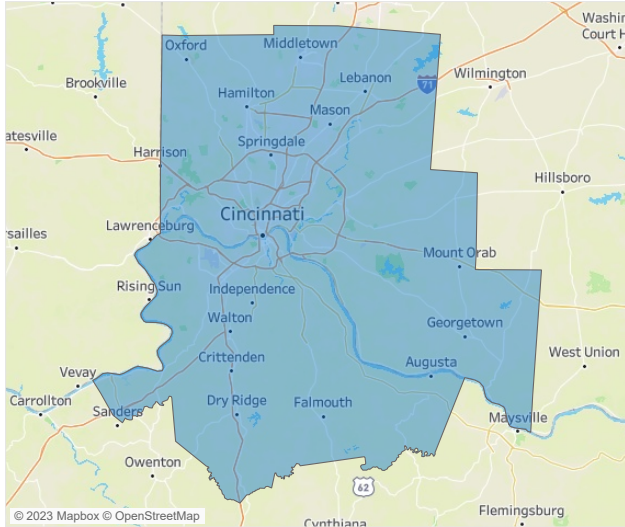 Washin
Court H
Oxford
Middletown
Brookville
Lebanon
Wilmington
71
Hamilton
Mason
atesville
Springdale
Harrison
Hillsboro
Cincinnati
Lawrenceburg
rsailles
Mount Orab
Rising Sun
Independence
Walton
Georgetown
West Union
Crittenden
Augusta
Vevay
Carrollton
Sanders
Dry Ridge
Falmouth
Maysville
Owenton
62
Flemingsburg
© 2023 Mapbox © OpenStreetMap
Cynthiana